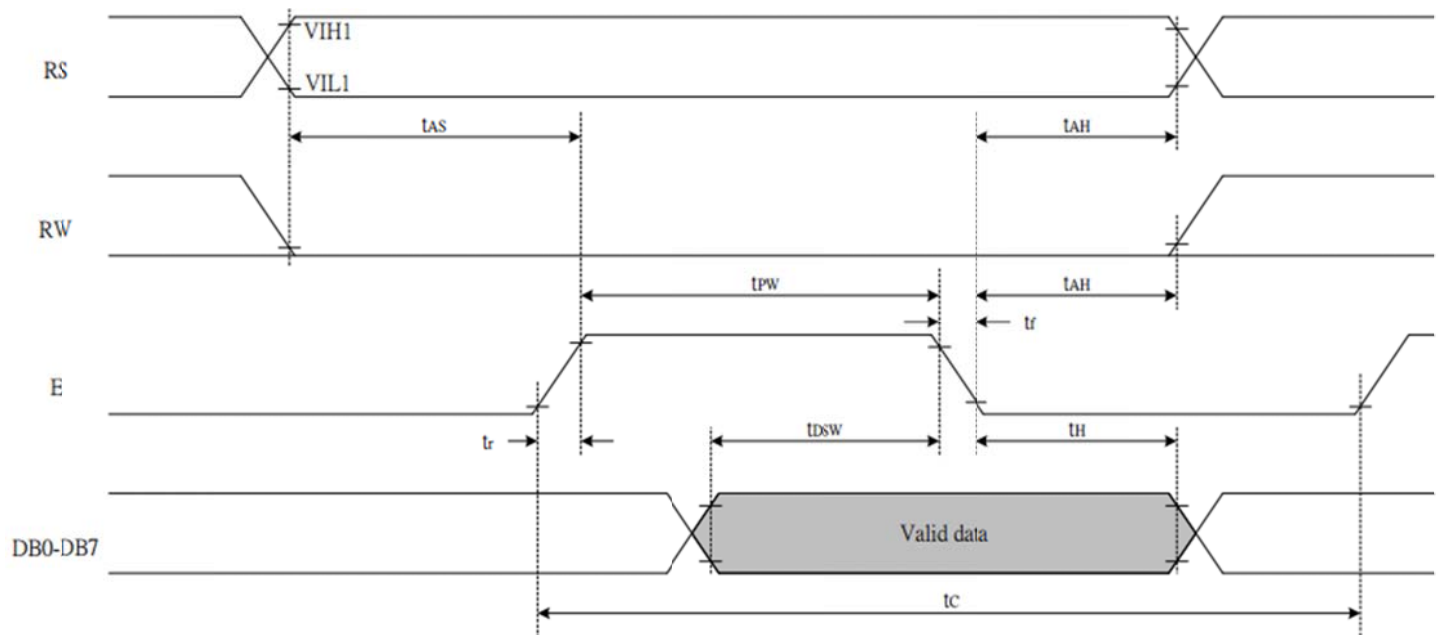 VIH1
RS
VIL1
tAS
tAH
RW
tPW
tAH
tf
E
tr
tDSW
tH
DB0-DB7
Valid data
tC